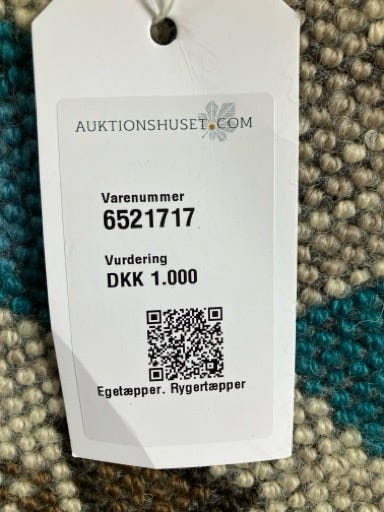 AUKTIONSHUSET.COM
Varenummer
6521717
Vurdering
DKK 1.000
Egetæpper. Rygertæpper